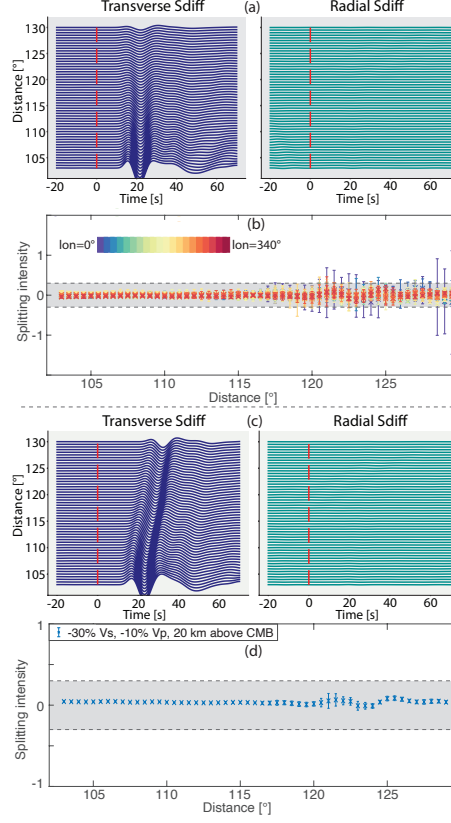 Transverse Sdiff (a) Radial Sdiff
130
125
120
115
110
105
Distance [°]
-20 0 20 40 60 -20 0 20 40 60
Time [s] Time [s]
(b)
lon=0° lon=340°
1
0
-1
Splitting intensity
105 110 115 120 125
Distance [°]
Transverse Sdiff (c) Radial Sdiff
130
125
120
115
110
105
Distance [°]
-20 0 20 40 60 -20 0 20 40 60
Time [s] Time [s]
1
-30% Vs, -10% Vp, 20 km above CMB
(d)
0
-1
Splitting intensity
105 110 115 120 125
Distance [°]